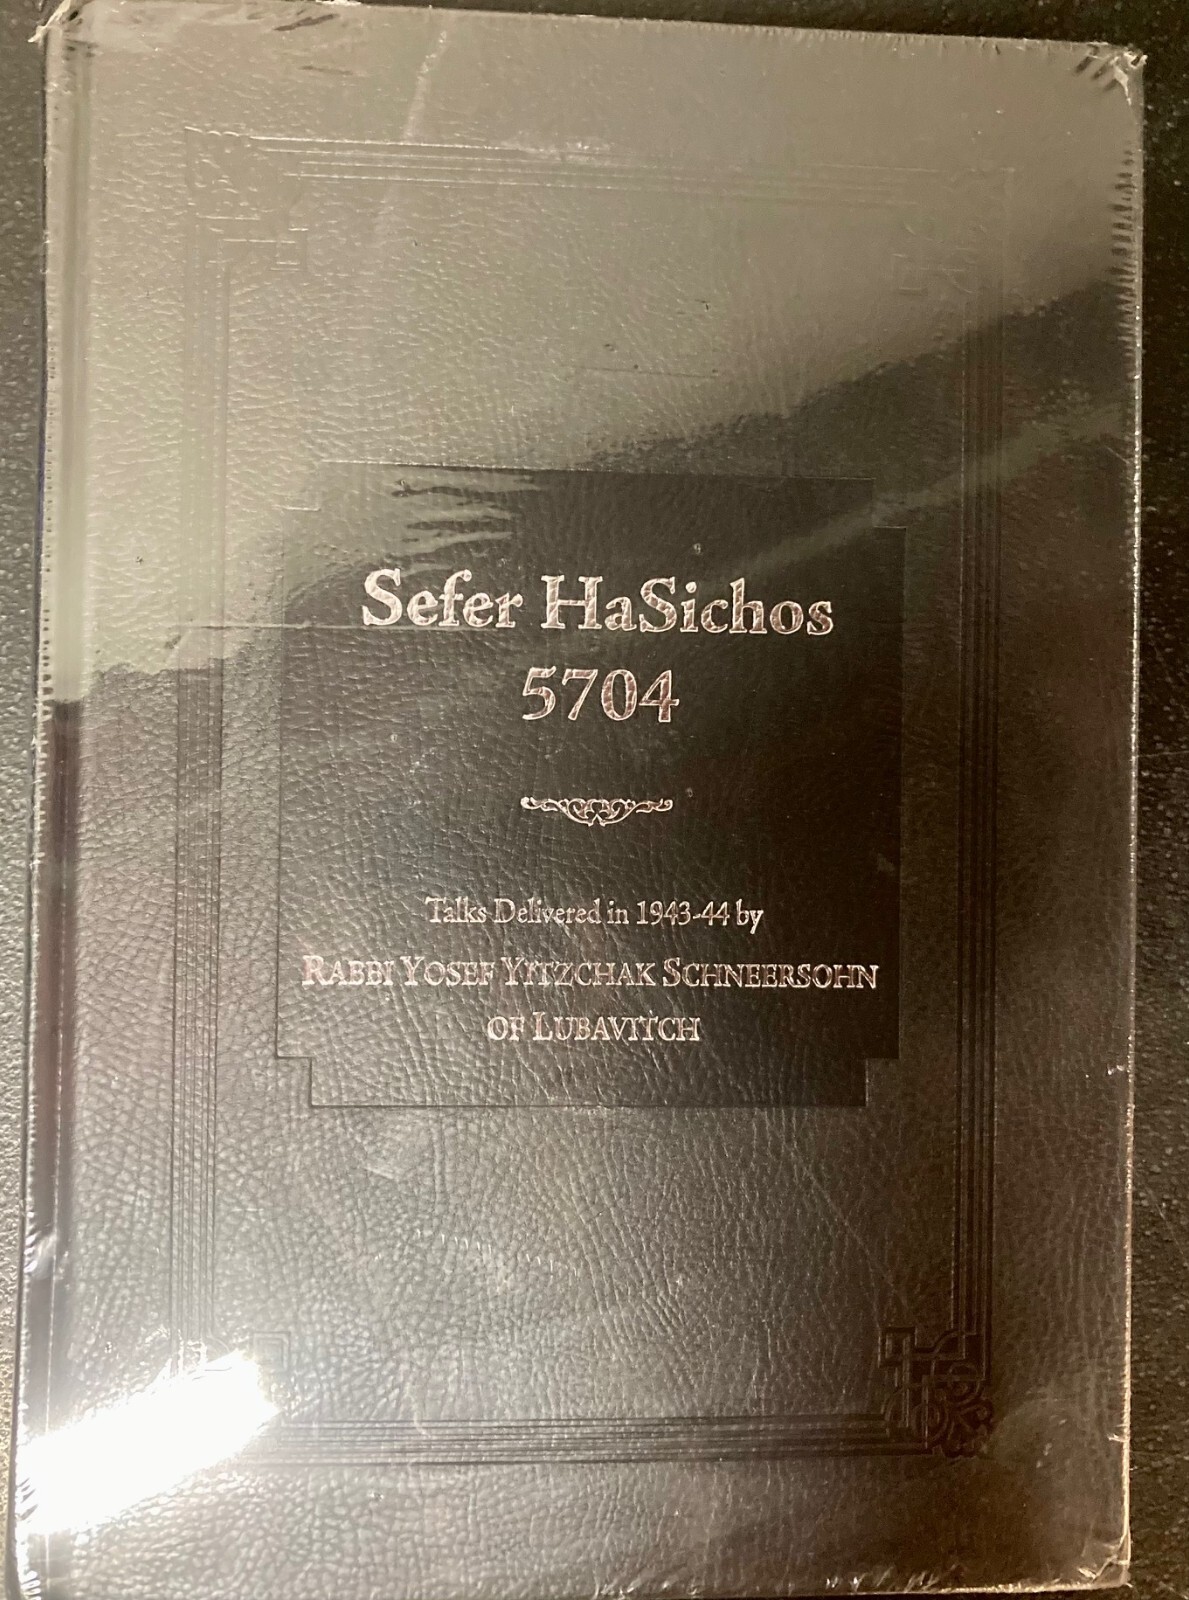 Sefer HaSichos
5704
Talks Delivered in 1943-44 by
RABBI YOSEF YITZCHAK SCHNEERSOHN
OF LUBAVITCH